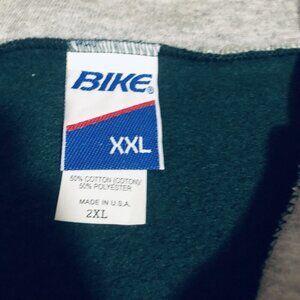 BIKE®
XXL
50% COTTON (COTON)/
50% POLYESTER
MADE IN U.S.A.
2XL